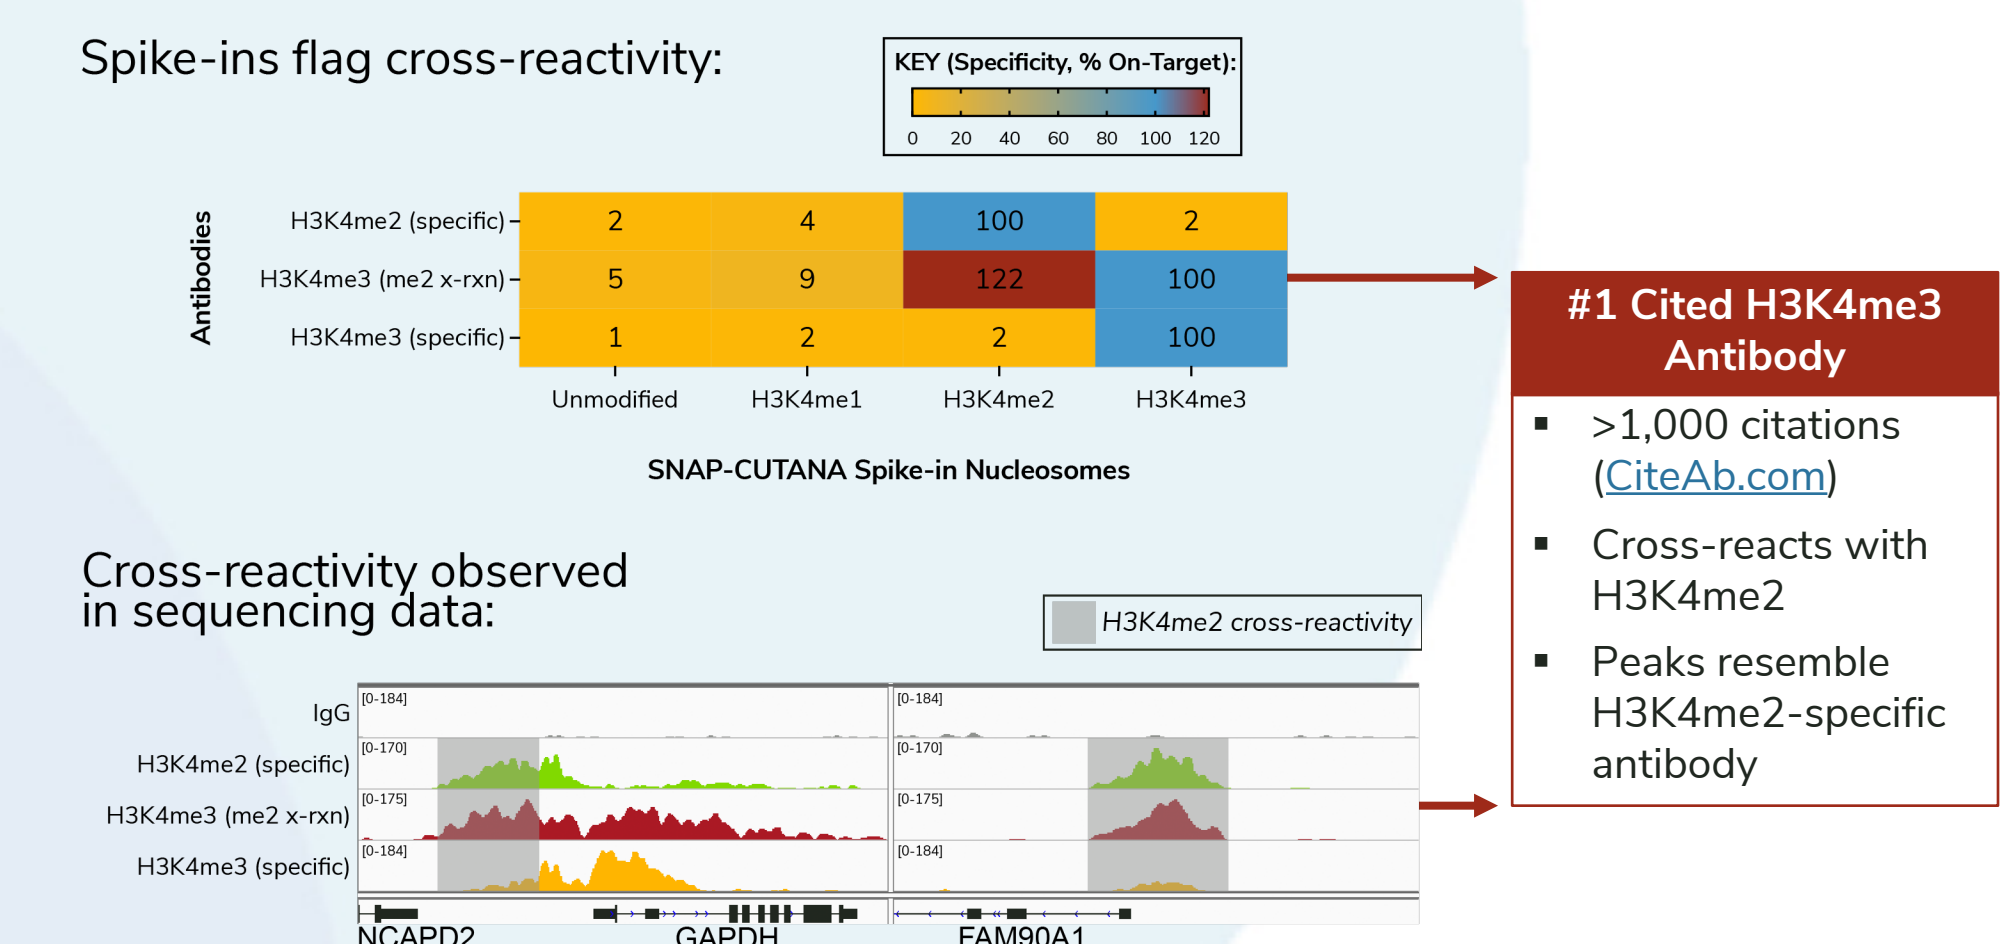 Spike-ins flag cross-reactivity:
KEY (Specificity, % On-Target):
0 20 40 60 80 100 120
Antibodies
H3K4me2 (specific) 2 4 100 2
H3K4me3 (me2 x-rxn) 5 9 122 100
H3K4me3 (specific) 1 2 2 100
Unmodified H3K4me1 H3K4me2 H3K4me3
SNAP-CUTANA Spike-in Nucleosomes
#1 Cited H3K4me3
Antibody
▪ >1,000 citations
(CiteAb.com)
▪ Cross-reacts with
H3K4me2
▪ Peaks resemble
H3K4me2-specific
antibody
Cross-reactivity observed
in sequencing data:
H3K4me2 cross-reactivity
IgG [0-184] [0-184]
H3K4me2 (specific) [0-170] [0-170]
H3K4me3 (me2 x-rxn) [0-175] [0-175]
H3K4me3 (specific) [0-184] [0-184]
NCAPD2 GAPDH FAM90A1